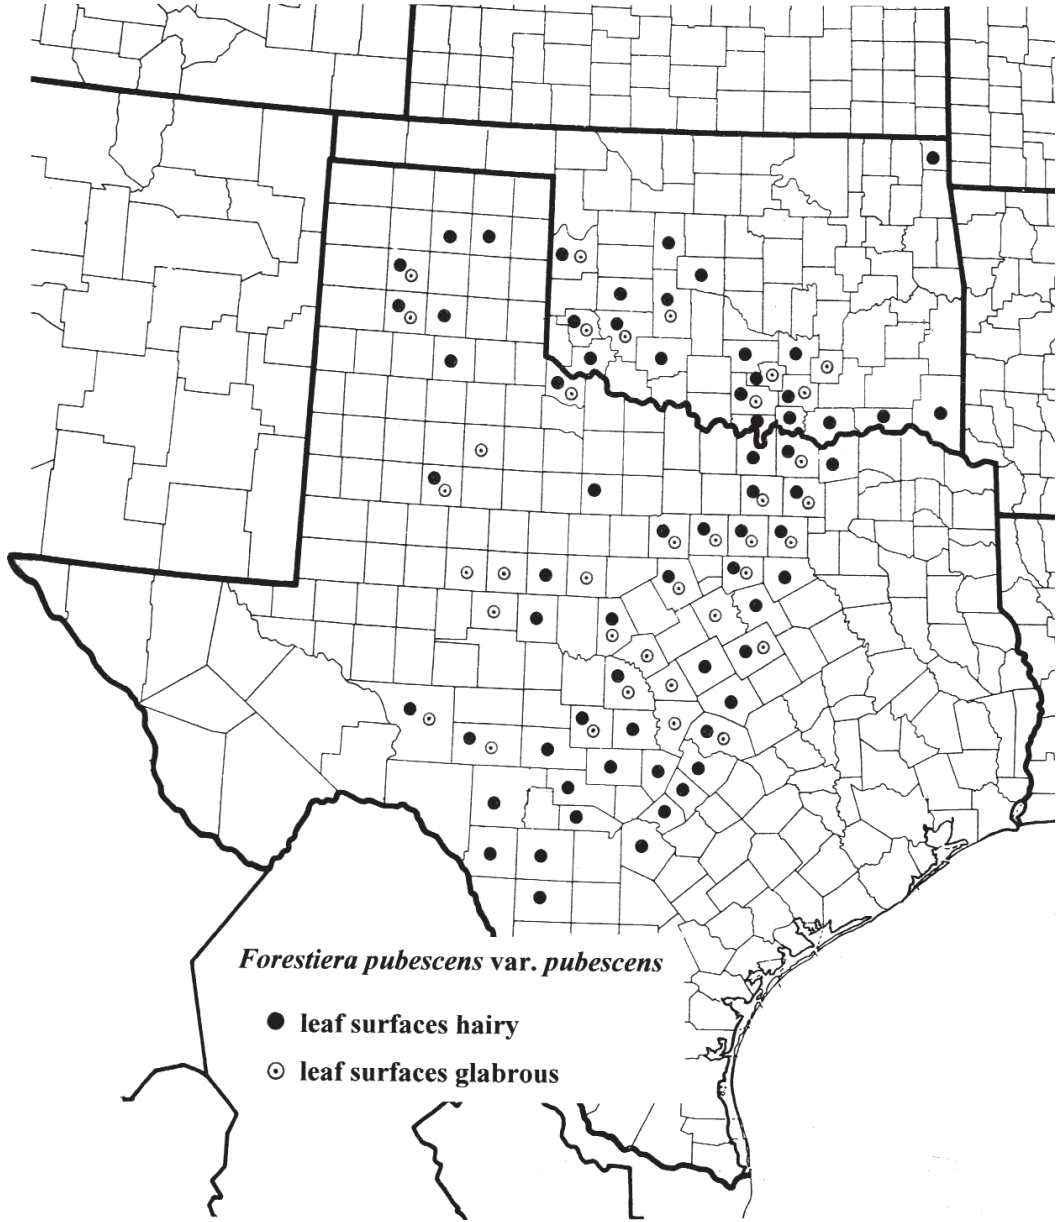 Forestiera pubescens var. pubescens
leaf surfaces hairy
leaf surfaces glabrous